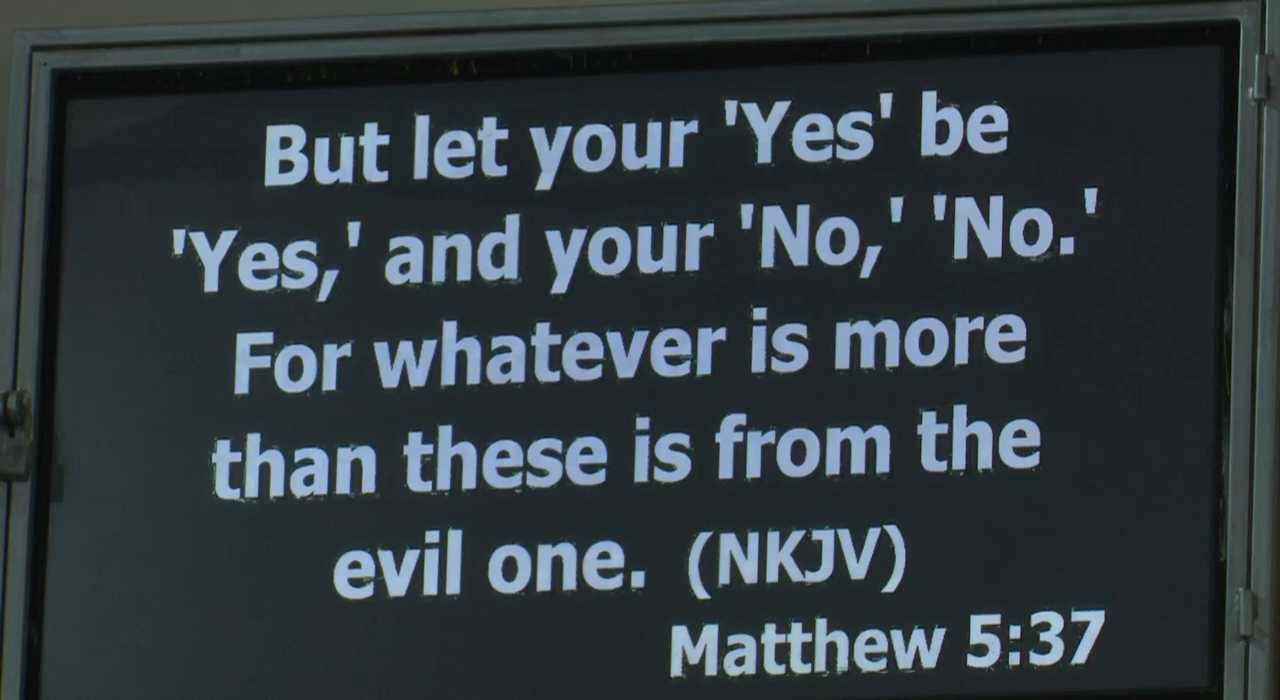 But let your 'Yes' be
'Yes,' and your 'No,' 'No.'
For whatever is more
than these is from the
evil one. (NKJV)
Matthew 5:37